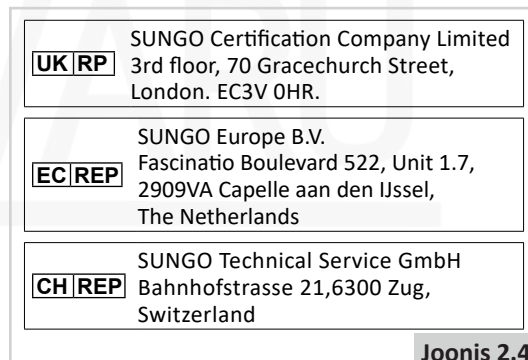 SUNGO Certification Company Limited
UK RP 3rd floor, 70 Gracechurch Street,
London. EC3V 0HR.
SUNGO Europe B.V.
Fascinatio Boulevard 522, Unit 1.7,
EC REP 2909VA Capelle aan den IJssel,
The Netherlands
SUNGO Technical Service GmbH
CH REP Bahnhofstrasse 21,6300 Zug,
Switzerland
Joonis 2.4